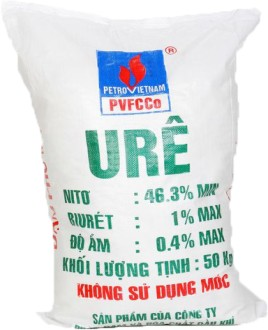 ®
PETROVIETNAM
PVFCCo
URÊ
NITƠ : 46.3% MIN
BIURÉT : 1% MAX
ĐỘ ẨM : 0.4% MAX
KHỐI LƯỢNG TỊNH : 50 Kg
KHÔNG SỬ DỤNG MÓC
SẢN PHẨM CỦA CÔNG TY